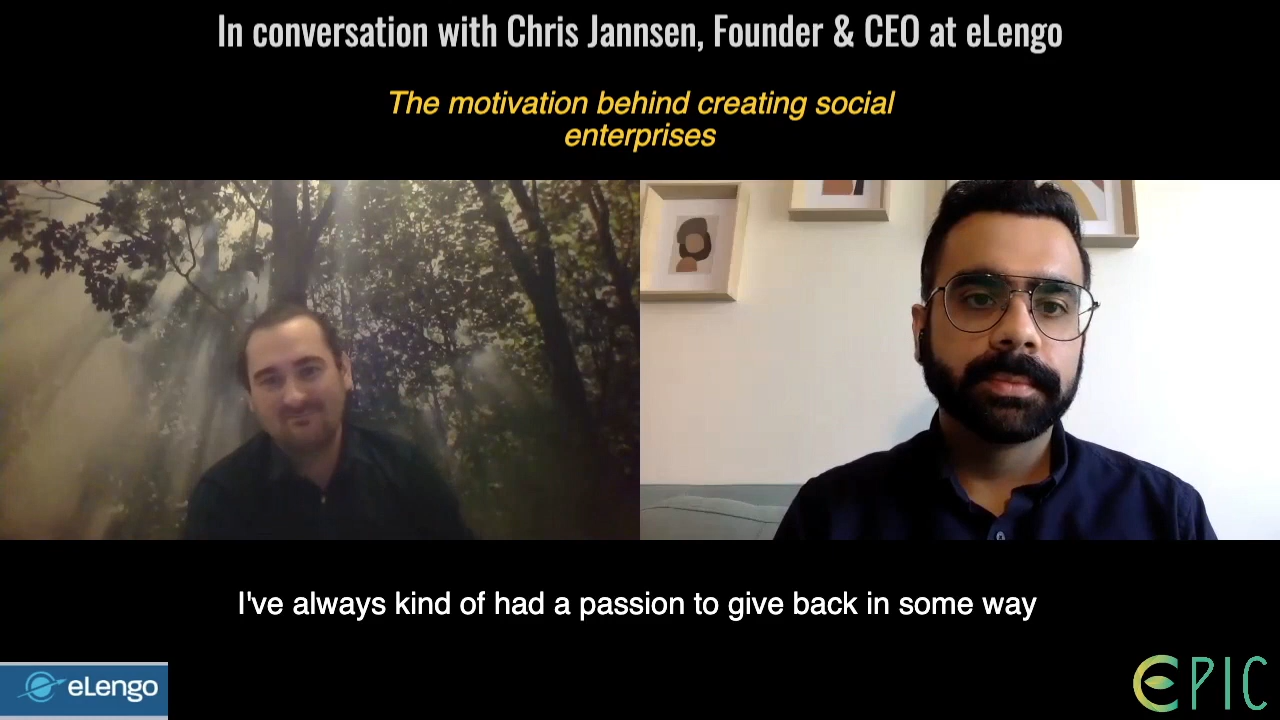 In conversation with Chris Jannsen, Founder & CEO at eLengo
The motivation behind creating social
enterprises
I've always kind of had a passion to give back in some way
eLengo
EPIC